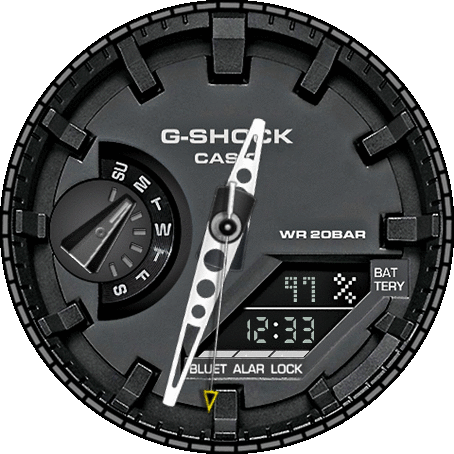 G-SHOCK
CASIO
SU M T W T F S
WR 20BAR
97 %
BAT
TERY
12:33
BLUET ALAR LOCK